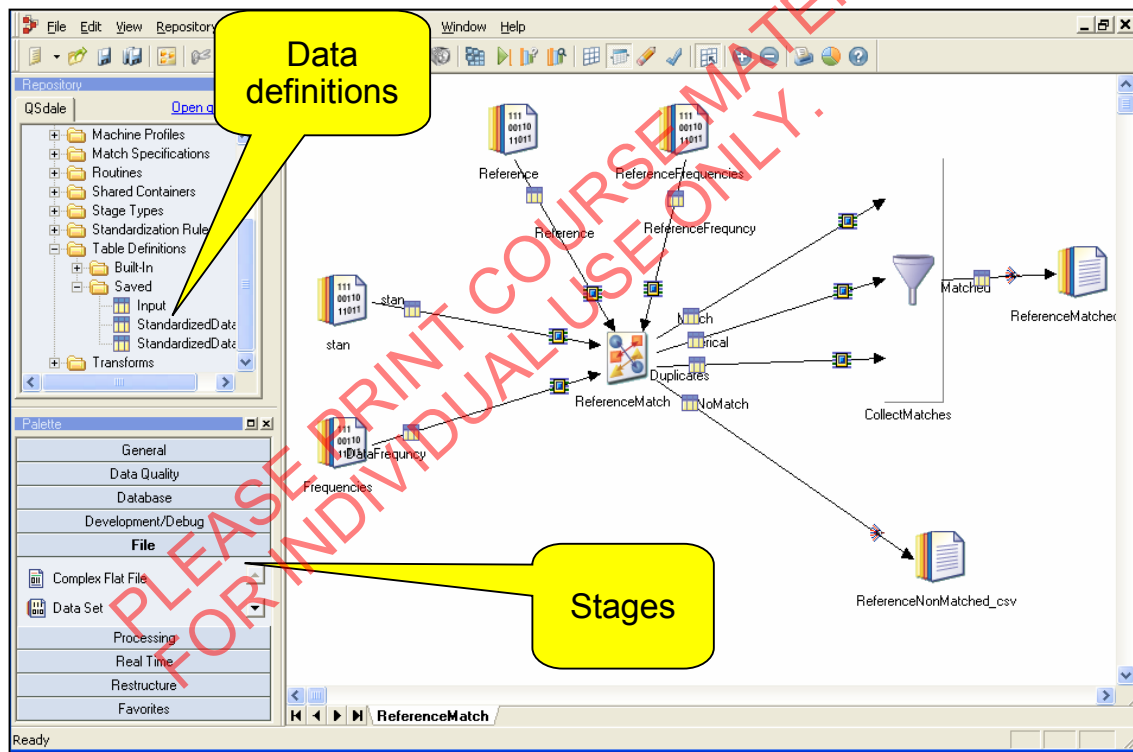 File Edit View Repository
Window Help
Data
definitions
Repository
QSdale
Open q
Machine Profiles
Match Specifications
Routines
Shared Containers
Stage Types
Standardization Rule
Table Definitions
Built-In
Saved
Input
StandardizedData
StandardizedData
Transforms
Palette
General
Data Quality
Database
Development/Debug
File
Complex Flat File
Data Set
Processing
Real Time
Restructure
Favorites
Reference
ReferenceFrequencies
Reference
ReferenceFrequncy
stan
stan
Match
Duplicates
NoMatch
ReferenceMatch
DataFrequncy
Frequencies
Matched
ReferenceMatched
CollectMatches
ReferenceNonMatched_csv
Stages
ReferenceMatch
Ready
PLEASE PRINT COURSE MATER
FOR INDIVIDUAL USE ONLY.